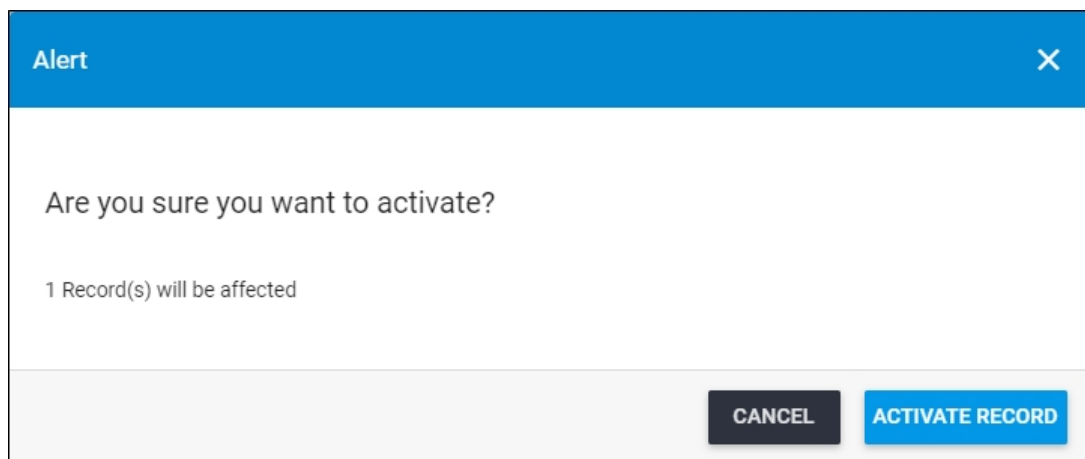 Alert
Are you sure you want to activate?
1 Record(s) will be affected
CANCEL ACTIVATE RECORD